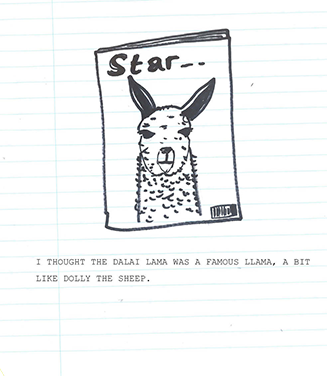 Star..
I THOUGHT THE DALAI LAMA WAS A FAMOUS LLAMA, A BIT
LIKE DOLLY THE SHEEP.